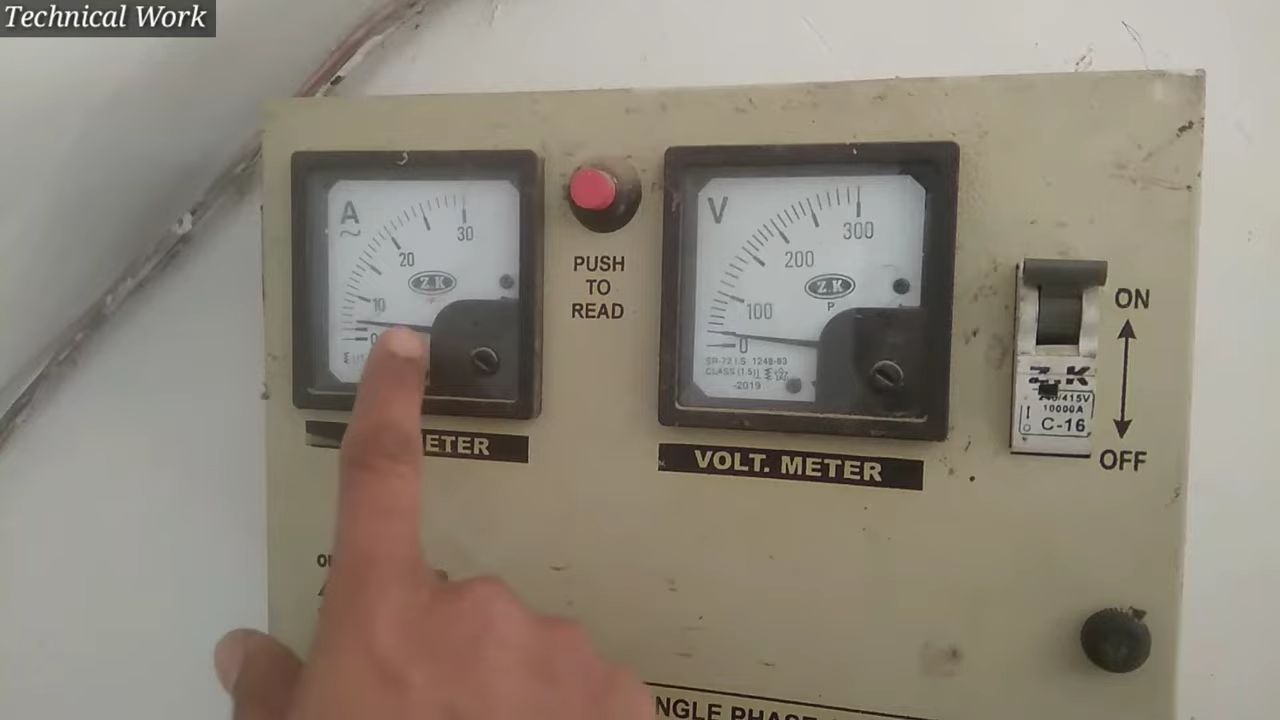 Technical Work
A
10
20
30
0
Z.K
PUSH
TO
READ
ETER
V
100
200
300
0
Z.K
P
SR-72 I.S. 1248-83
CLASS (1.5)
-2019
VOLT. METER
ON
Z.K
240/415V
10000A
C-16
I
O
OFF
NGLE PHASE